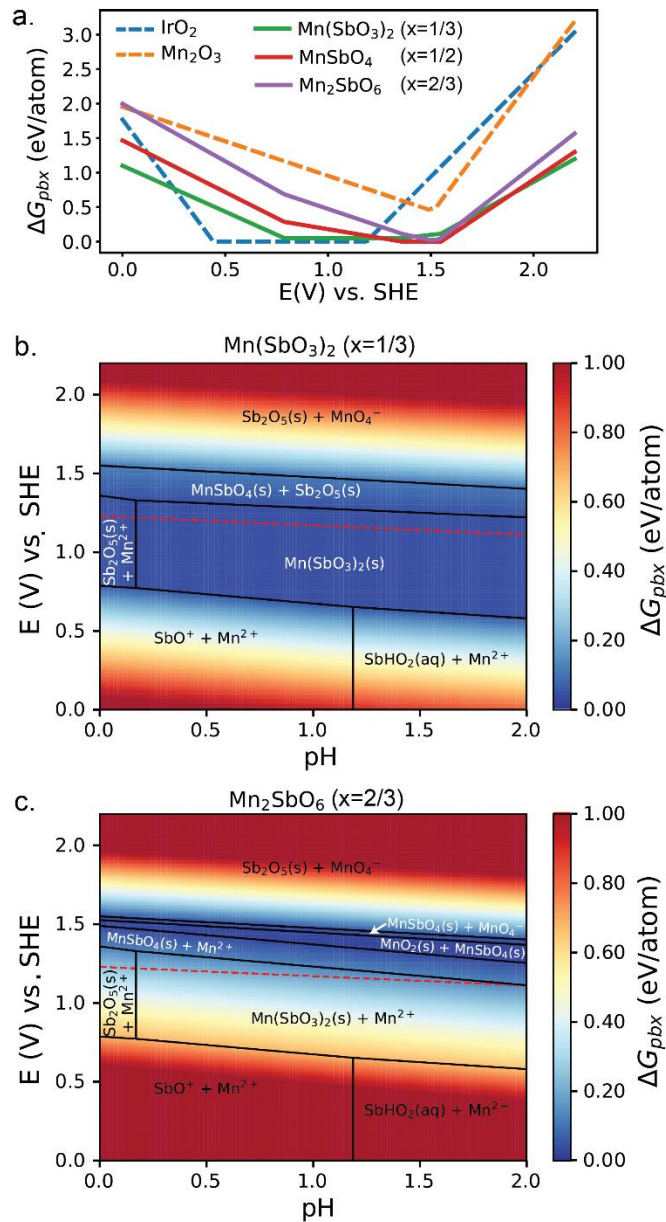 a.
IrO₂
Mn₂O₃
Mn(SbO₃)₂ (x=1/3)
MnSbO₄ (x=1/2)
Mn₂SbO₆ (x=2/3)
ΔG_pbx (eV/atom)
3.0
2.5
2.0
1.5
1.0
0.5
0.0
0.0 0.5 1.0 1.5 2.0
E(V) vs. SHE
b.
Mn(SbO₃)₂ (x=1/3)
E (V) vs. SHE
2.0
1.5
1.0
0.5
0.0
Sb₂O₅(s) + MnO₄⁻
MnSbO₄(s) + Sb₂O₅(s)
Sb₂O₅(s)
+ Mn²⁺
Mn(SbO₃)₂(s)
SbO⁺ + Mn²⁺
SbHO₂(aq) + Mn²⁺
0.0 0.5 1.0 1.5 2.0
pH
1.00
0.80
0.60
0.40
0.20
0.00
ΔG_pbx (eV/atom)
c.
Mn₂SbO₆ (x=2/3)
E (V) vs. SHE
2.0
1.5
1.0
0.5
0.0
Sb₂O₅(s) + MnO₄⁻
MnSbO₄(s) + MnO₄⁻
MnO₂(s) + MnSbO₄(s)
MnSbO₄(s) + Mn²⁺
Sb₂O₅(s)
+ Mn²⁺
Mn(SbO₃)₂(s) + Mn²⁺
SbO⁺ + Mn²⁺
SbHO₂(aq) + Mn²⁺
0.0 0.5 1.0 1.5 2.0
pH
1.00
0.80
0.60
0.40
0.20
0.00
ΔG_pbx (eV/atom)